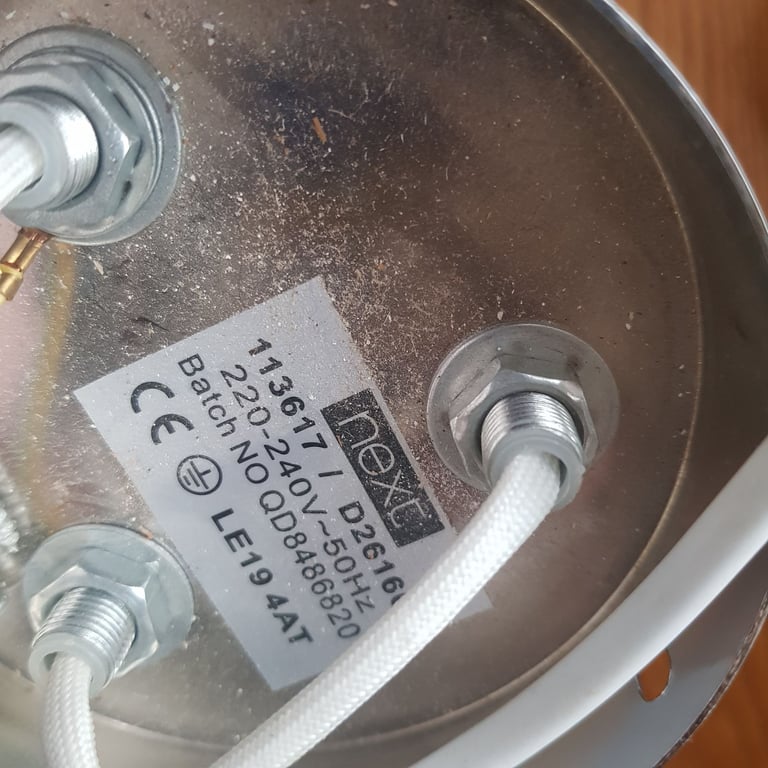 next
113617 / D2616
220-240V~50Hz
Batch NO QD8486820
CE
LE19 4AT